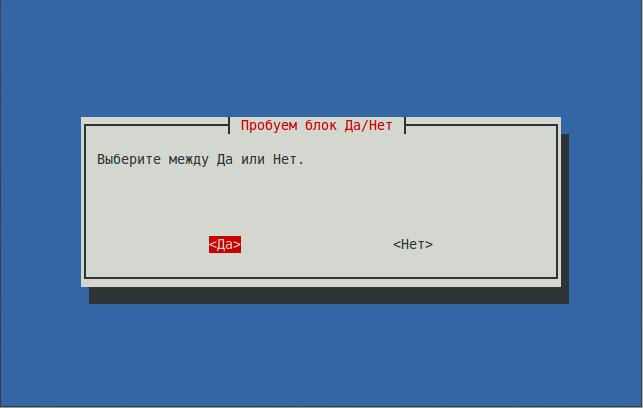 Пробуем блок Да/Нет
Выберите между Да или Нет.
<Да> <Нет>